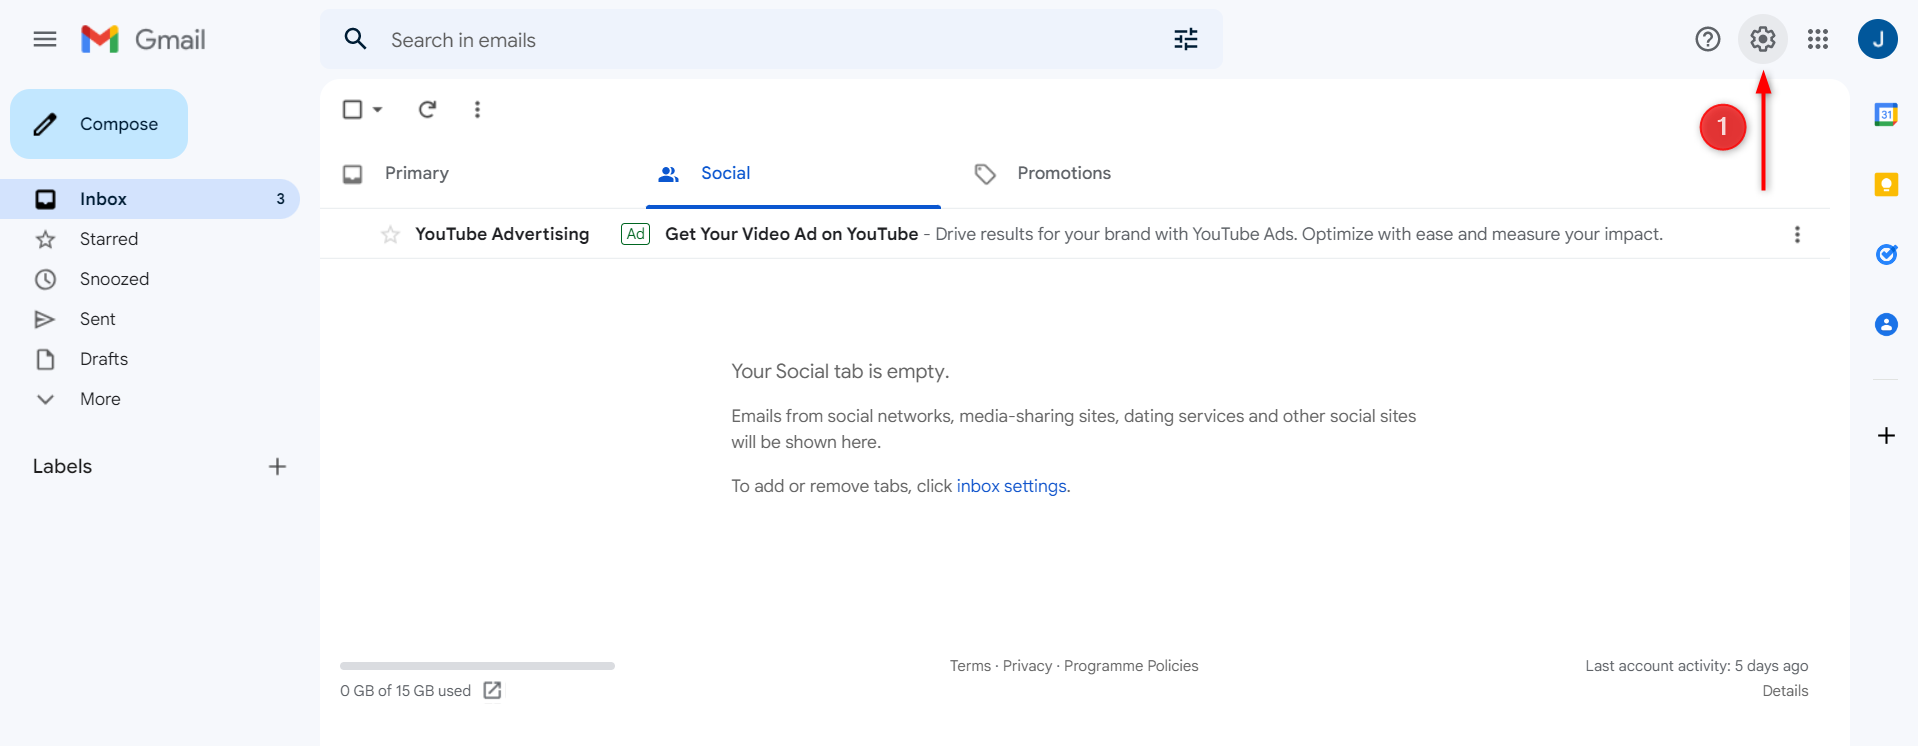 Gmail
Search in emails
J
1
Compose
31
Primary
Social
Promotions
Inbox 3
YouTube Advertising Ad Get Your Video Ad on YouTube - Drive results for your brand with YouTube Ads. Optimize with ease and measure your impact.
Starred
Snoozed
Sent
Drafts
More
Labels
Your Social tab is empty.
Emails from social networks, media-sharing sites, dating services and other social sites
will be shown here.
To add or remove tabs, click inbox settings.
Terms · Privacy · Programme Policies
Last account activity: 5 days ago
0 GB of 15 GB used
Details